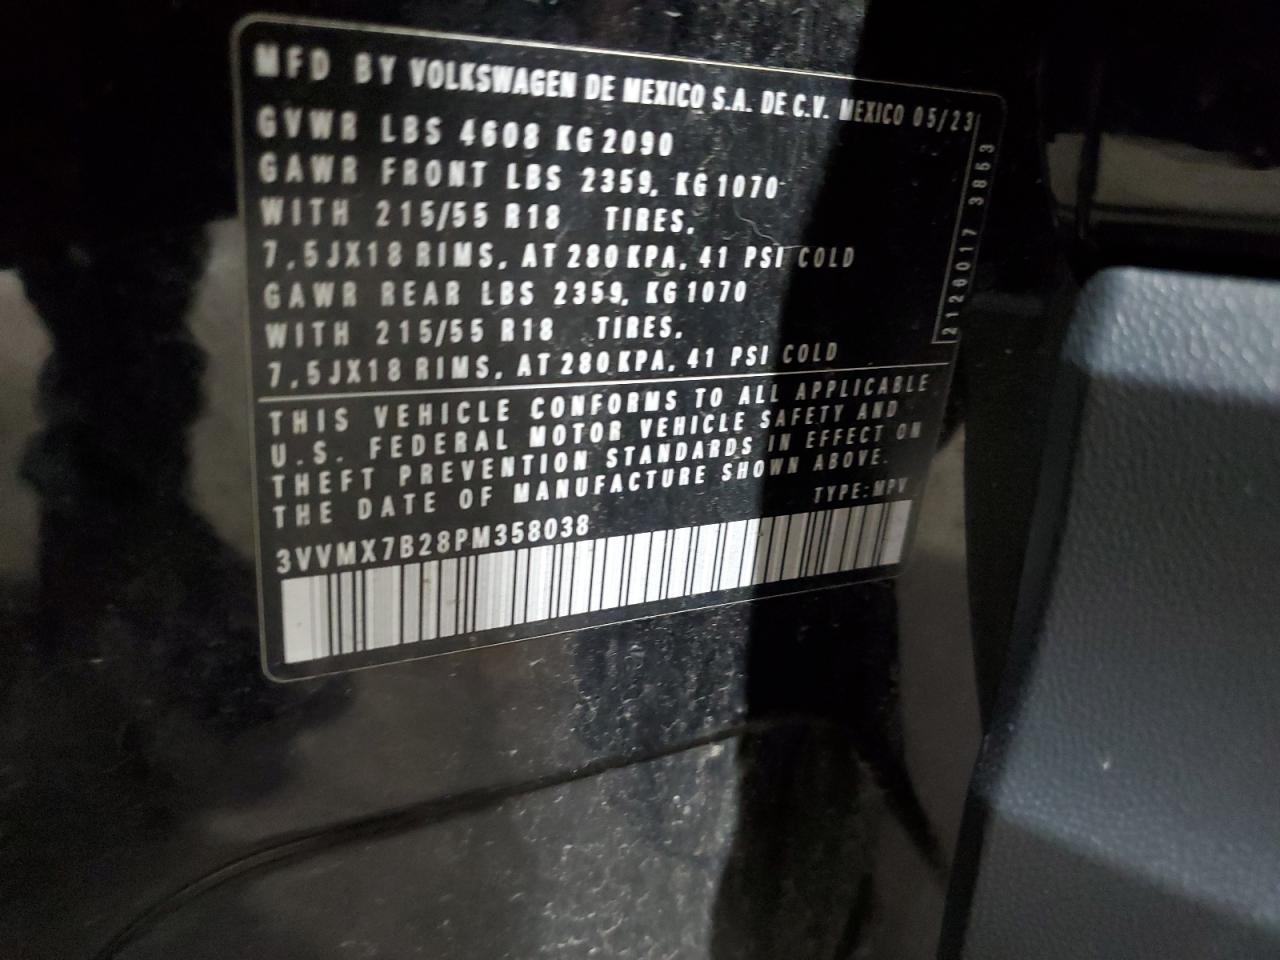 MFD BY VOLKSWAGEN DE MEXICO S.A. DE C.V. MEXICO 05/23
GVWR LBS 4608 KG 2090
GAWR FRONT LBS 2359, KG 1070
WITH 215/55 R18 TIRES,
7,5JX18 RIMS, AT 280 KPA, 41 PSI COLD
GAWR REAR LBS 2359, KG 1070
WITH 215/55 R18 TIRES,
7,5JX18 RIMS, AT 280 KPA, 41 PSI COLD
2126017 3853
THIS VEHICLE CONFORMS TO ALL APPLICABLE
U.S. FEDERAL MOTOR VEHICLE SAFETY AND
THEFT PREVENTION STANDARDS IN EFFECT ON
THE DATE OF MANUFACTURE SHOWN ABOVE.
TYPE:MPV
3VVMX7B28PM358038